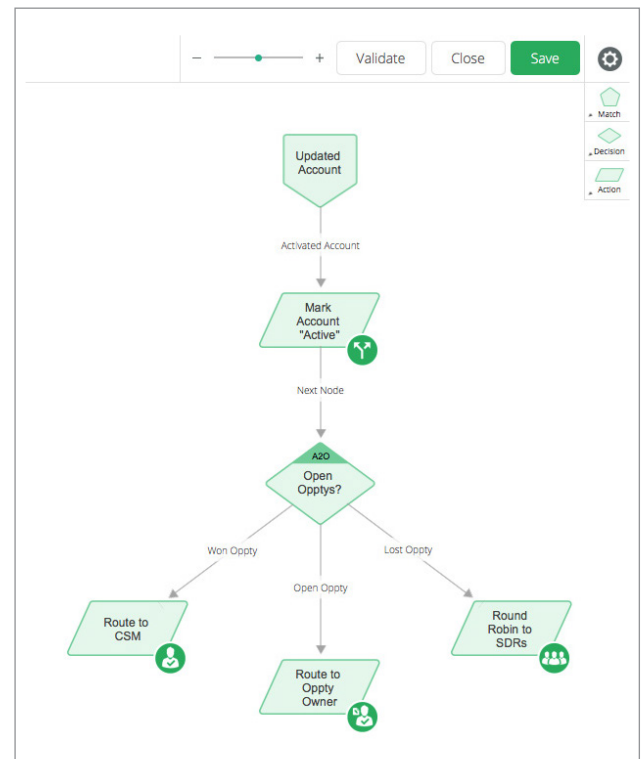 − + Validate Close Save
Match
Decision
Action
Updated
Account
Activated Account
Mark
Account
"Active"
Next Node
A2O
Open
Opptys?
Won Oppty
Open Oppty
Lost Oppty
Route to
CSM
Route to
Oppty
Owner
Round
Robin to
SDRs